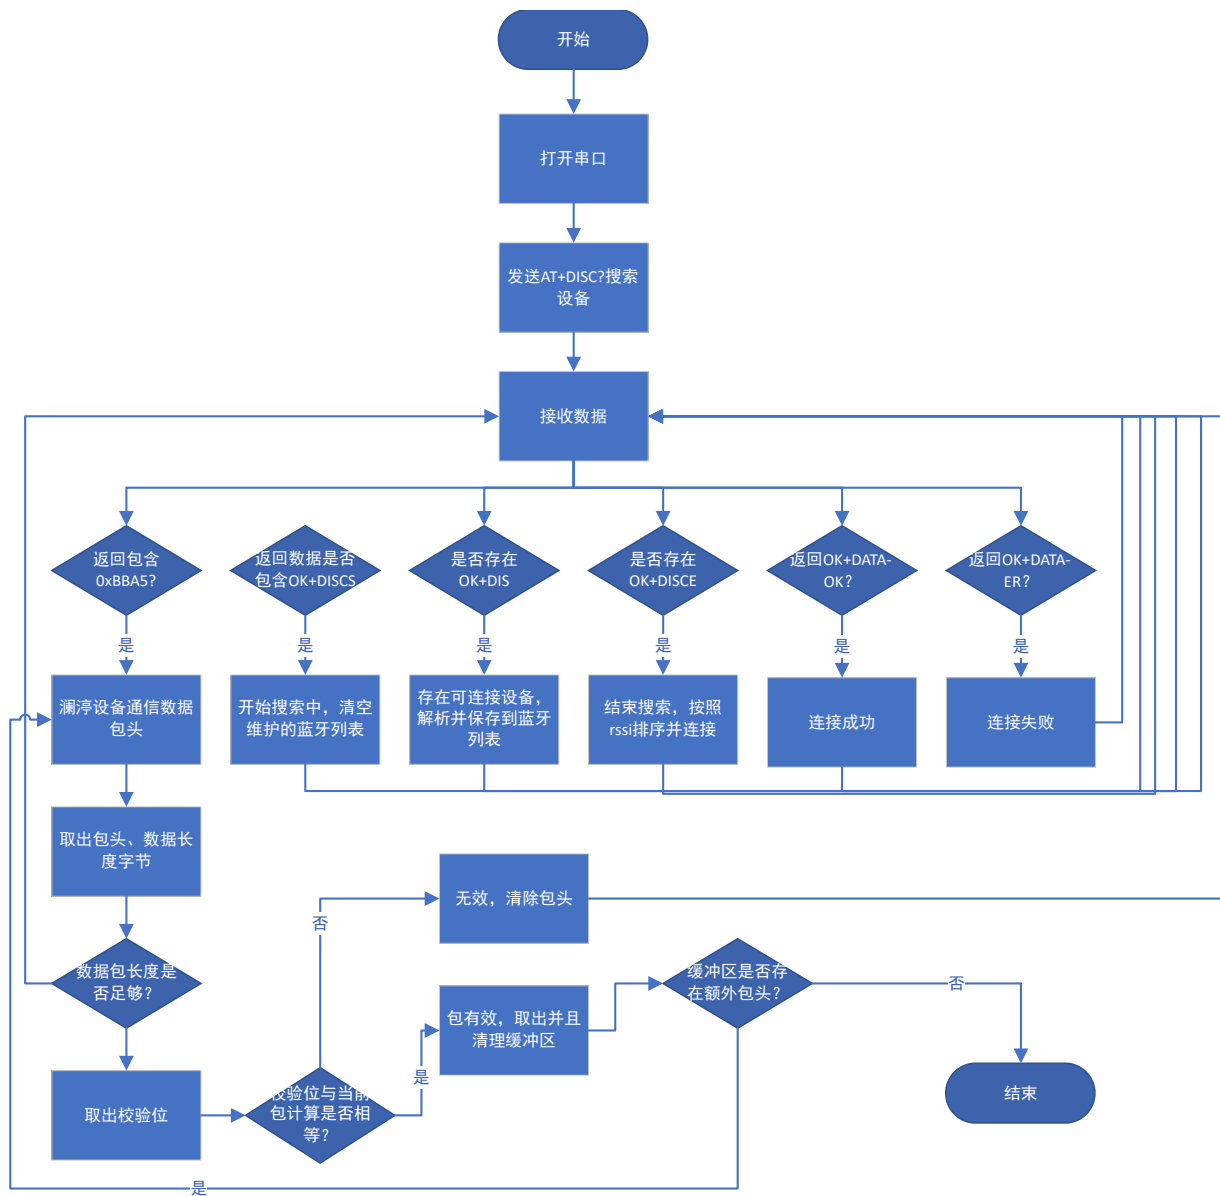 开始
打开串口
发送AT+DISC?搜索
设备
接收数据
返回包含
0xBBA5?
返回数据是否
包含OK+DISCS
是否存在
OK+DIS
是否存在
OK+DISCE
返回OK+DATA-
OK?
返回OK+DATA-
ER?
是
是
是
是
是
是
澜渟设备通信数据
包头
开始搜索中，清空
维护的蓝牙列表
存在可连接设备，
解析并保存到蓝牙
列表
结束搜索，按照
rssi排序并连接
连接成功
连接失败
取出包头、数据长
度字节
无效，清除包头
否
数据包长度是
否足够?
缓冲区是否存
在额外包头?
否
包有效，取出并且
清理缓冲区
是
取出校验位
校验位与当前
包计算是否相
等?
结束
是